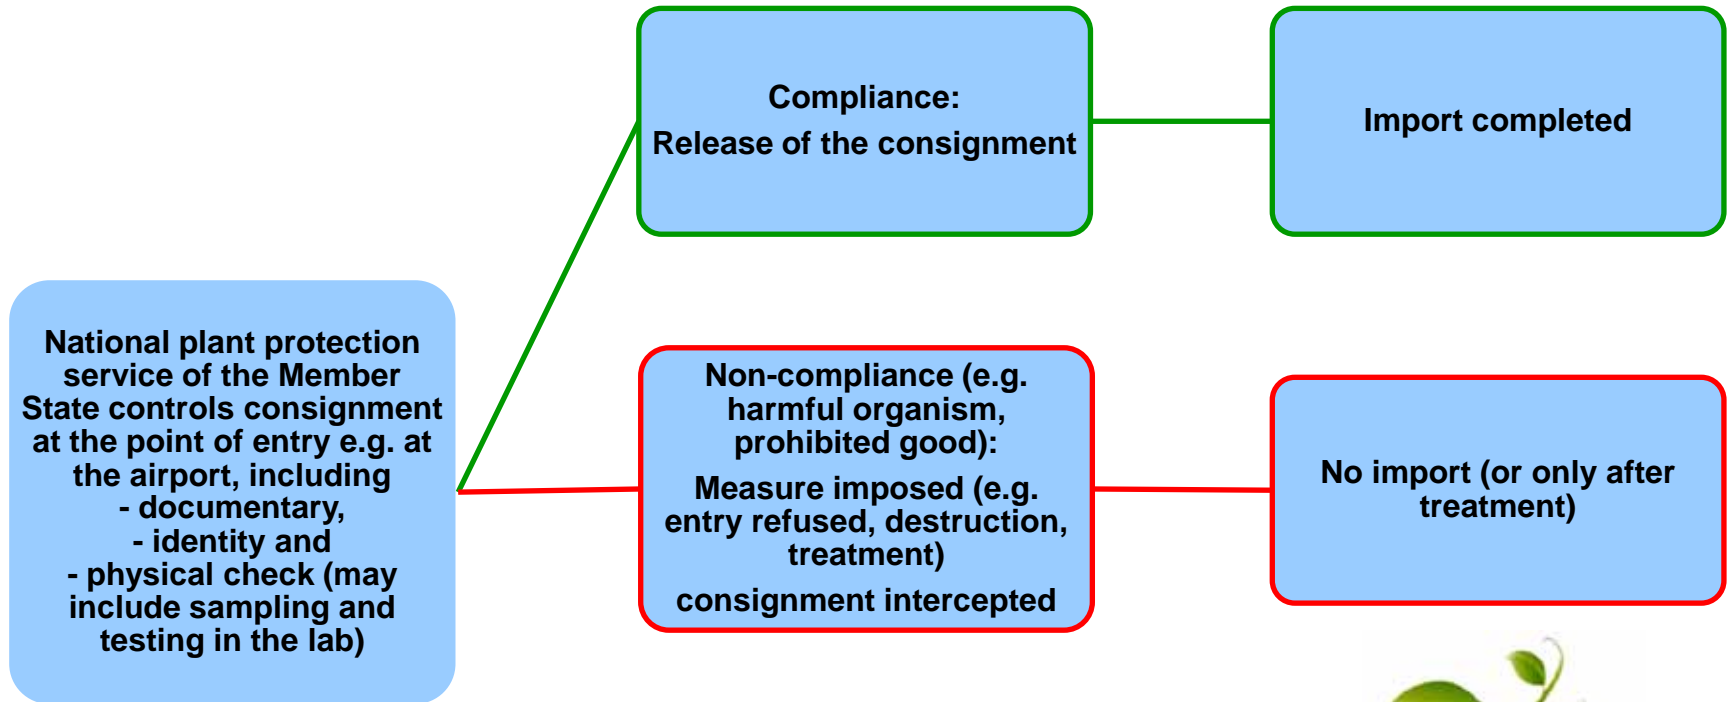 National plant protection
service of the Member
State controls consignment
at the point of entry e.g. at
the airport, including
- documentary,
- identity and
- physical check (may
include sampling and
testing in the lab)
Compliance:
Release of the consignment
Import completed
Non-compliance (e.g.
harmful organism,
prohibited good):
Measure imposed (e.g.
entry refused, destruction,
treatment)
consignment intercepted
No import (or only after
treatment)